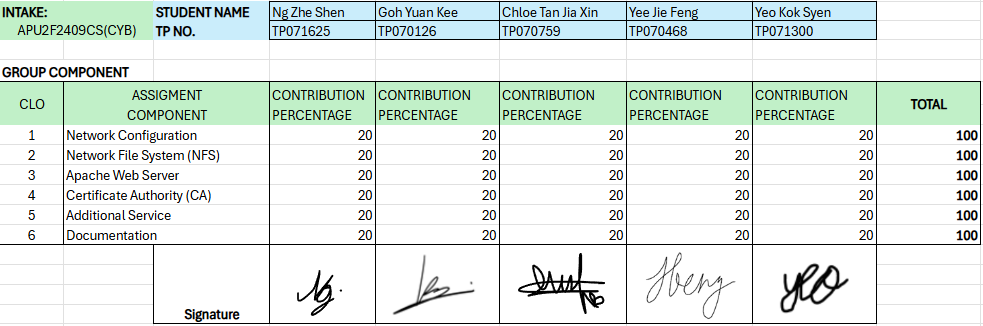 INTAKE: STUDENT NAME Ng Zhe Shen Goh Yuan Kee Chloe Tan Jia Xin Yee Jie Feng Yeo Kok Syen
APU2F2409CS(CYB) TP NO. TP071625 TP070126 TP070759 TP070468 TP071300
GROUP COMPONENT
CLO ASSIGMENT COMPONENT CONTRIBUTION PERCENTAGE CONTRIBUTION PERCENTAGE CONTRIBUTION PERCENTAGE CONTRIBUTION PERCENTAGE CONTRIBUTION PERCENTAGE TOTAL
1 Network Configuration 20 20 20 20 20 100
2 Network File System (NFS) 20 20 20 20 20 100
3 Apache Web Server 20 20 20 20 20 100
4 Certificate Authority (CA) 20 20 20 20 20 100
5 Additional Service 20 20 20 20 20 100
6 Documentation 20 20 20 20 20 100
Signature Ng. Yeo